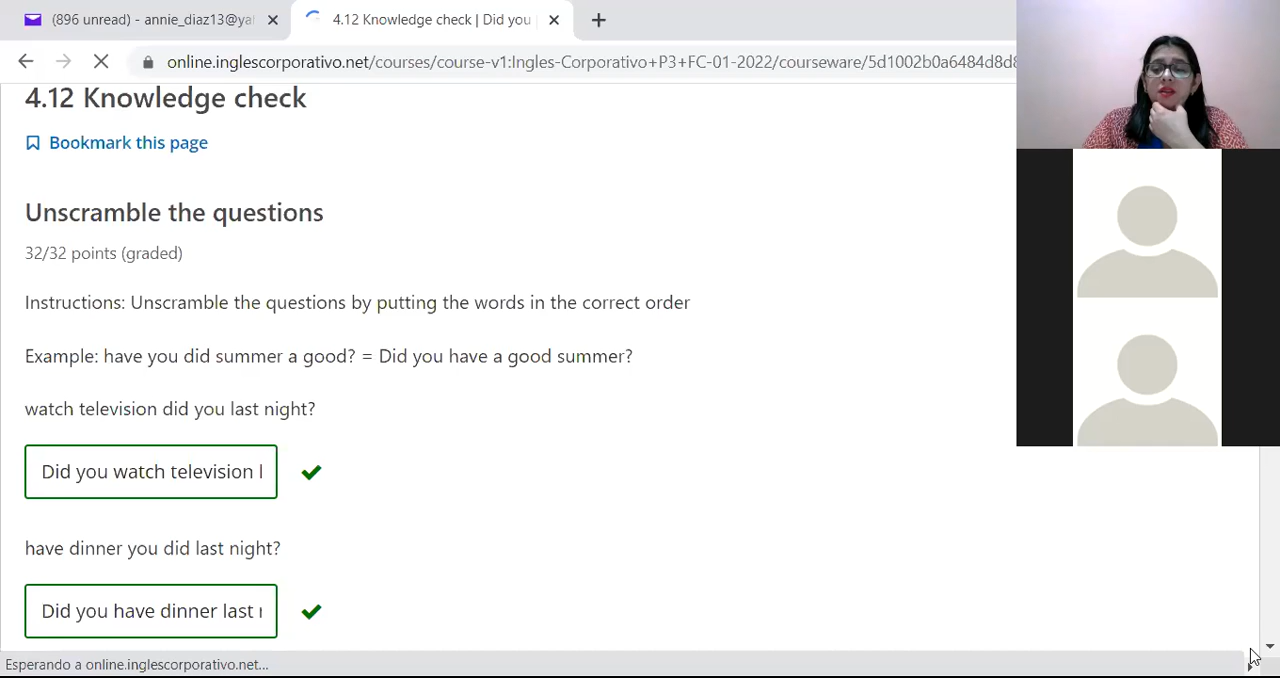 (896 unread) - annie_diaz13@ya
4.12 Knowledge check | Did you
online.inglescorporativo.net/courses/course-v1:Ingles-Corporativo+P3+FC-01-2022/courseware/5d1002b0a6484d8d8
4.12 Knowledge check
Bookmark this page
Unscramble the questions
32/32 points (graded)
Instructions: Unscramble the questions by putting the words in the correct order
Example: have you did summer a good? = Did you have a good summer?
watch television did you last night?
Did you watch television l
have dinner you did last night?
Did you have dinner last
Esperando a online.inglescorporativo.net...